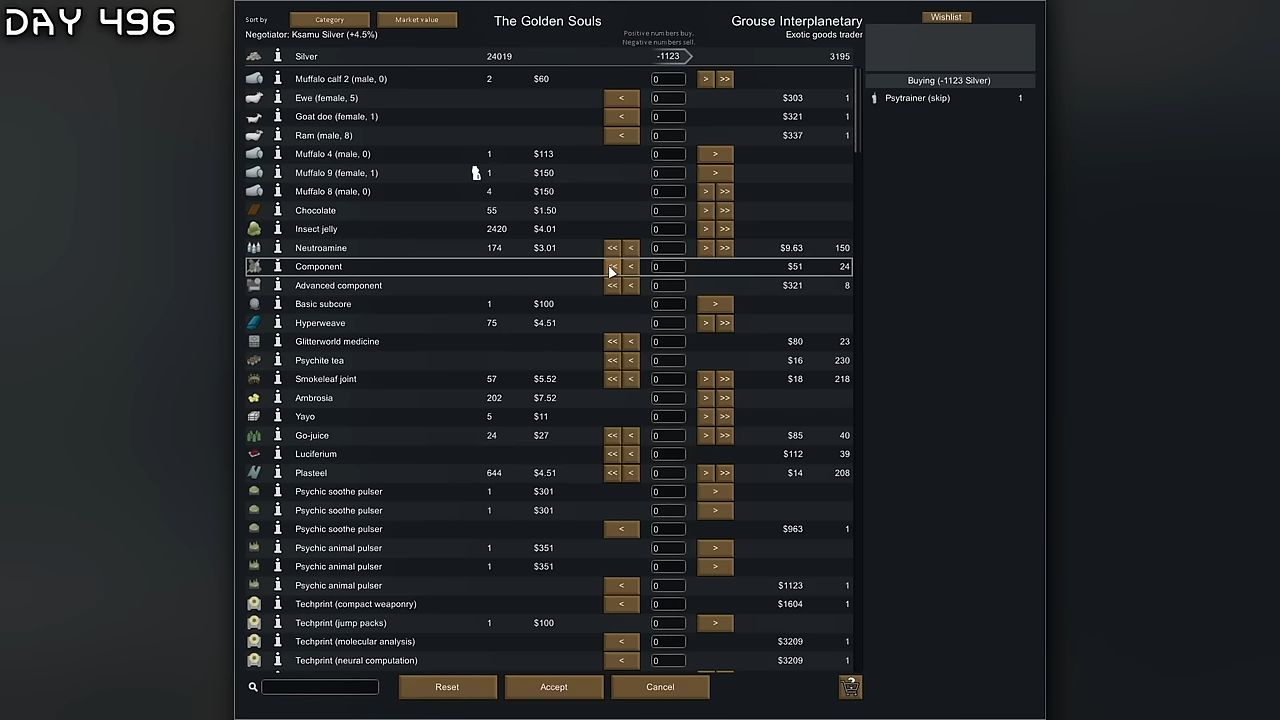 DAY 496
Sort by Category Market value The Golden Souls Grouse Interplanetary Wishlist
Negotiator: Ksamu Silver (+4.5%) Positive numbers buy. Exotic goods trader
Negative numbers sell.
Silver 24019 -1123 3195
Buying (-1123 Silver)
Psytrainer (skip) 1
Muffalo calf 2 (male, 0) 2 $60 0 > >>
Ewe (female, 5) < 0 $303 1
Goat doe (female, 1) < 0 $321 1
Ram (male, 8) < 0 $337 1
Muffalo 4 (male, 0) 1 $113 0 >
Muffalo 9 (female, 1) 1 $150 0 >
Muffalo 8 (male, 0) 4 $150 0 > >>
Chocolate 55 $1.50 0 > >>
Insect jelly 2420 $4.01 0 > >>
Neutroamine 174 $3.01 << < 0 > >> $9.63 150
Component << < 0 $51 24
Advanced component << < 0 $321 8
Basic subcore 1 $100 0 >
Hyperweave 75 $4.51 0 > >>
Glitterworld medicine << < 0 $80 23
Psychite tea << < 0 $16 230
Smokeleaf joint 57 $5.52 << < 0 > >> $18 218
Ambrosia 202 $7.52 0 > >>
Yayo 5 $11 0 > >>
Go-juice 24 $27 << < 0 > >> $85 40
Luciferium << < 0 $112 39
Plasteel 644 $4.51 << < 0 > >> $14 208
Psychic soothe pulser 1 $301 0 >
Psychic soothe pulser 1 $301 0 >
Psychic soothe pulser < 0 $963 1
Psychic animal pulser 1 $351 0 >
Psychic animal pulser 1 $351 0 >
Psychic animal pulser < 0 $1123 1
Techprint (compact weaponry) < 0 $1604 1
Techprint (jump packs) 1 $100 0 >
Techprint (molecular analysis) < 0 $3209 1
Techprint (neural computation) < 0 $3209 1
Reset Accept Cancel